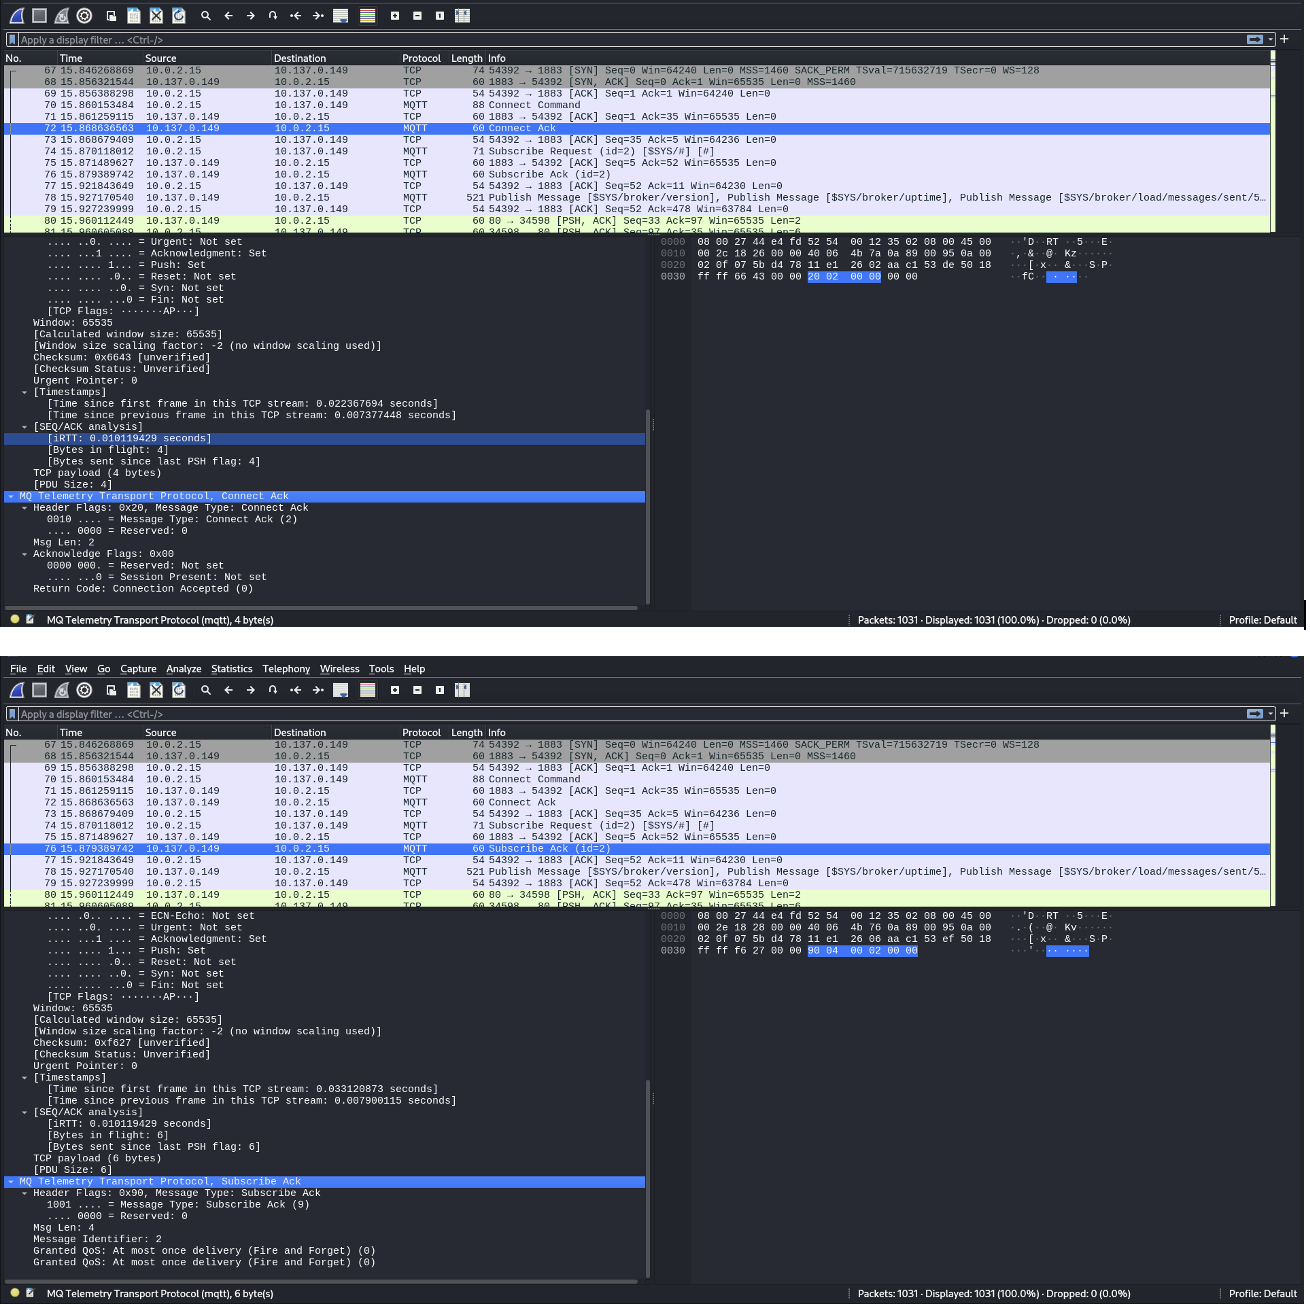 Apply a display filter ... <Ctrl-/>
No. Time Source Destination Protocol Length Info
67 15.846268869 10.0.2.15 10.137.0.149 TCP 74 54392 → 1883 [SYN] Seq=0 Win=64240 Len=0 MSS=1460 SACK_PERM TSval=715632719 TSecr=0 WS=128
68 15.856321544 10.137.0.149 10.0.2.15 TCP 60 1883 → 54392 [SYN, ACK] Seq=0 Ack=1 Win=65535 Len=0 MSS=1460
69 15.856388298 10.0.2.15 10.137.0.149 TCP 54 54392 → 1883 [ACK] Seq=1 Ack=1 Win=64240 Len=0
70 15.860153484 10.0.2.15 10.137.0.149 MQTT 88 Connect Command
71 15.861259115 10.137.0.149 10.0.2.15 TCP 60 1883 → 54392 [ACK] Seq=1 Ack=35 Win=65535 Len=0
72 15.868636563 10.137.0.149 10.0.2.15 MQTT 60 Connect Ack
73 15.868679409 10.0.2.15 10.137.0.149 TCP 54 54392 → 1883 [ACK] Seq=35 Ack=5 Win=64236 Len=0
74 15.870118012 10.0.2.15 10.137.0.149 MQTT 71 Subscribe Request (id=2) [$SYS/#] [#]
75 15.871489627 10.137.0.149 10.0.2.15 TCP 60 1883 → 54392 [ACK] Seq=5 Ack=52 Win=65535 Len=0
76 15.879389742 10.137.0.149 10.0.2.15 MQTT 60 Subscribe Ack (id=2)
77 15.921843649 10.0.2.15 10.137.0.149 TCP 54 54392 → 1883 [ACK] Seq=52 Ack=11 Win=64230 Len=0
78 15.927170540 10.137.0.149 10.0.2.15 MQTT 521 Publish Message [$SYS/broker/version], Publish Message [$SYS/broker/uptime], Publish Message [$SYS/broker/load/messages/sent/5…
79 15.927239999 10.0.2.15 10.137.0.149 TCP 54 54392 → 1883 [ACK] Seq=52 Ack=478 Win=63784 Len=0
80 15.960112449 10.137.0.149 10.0.2.15 TCP 60 80 → 34598 [PSH, ACK] Seq=33 Ack=97 Win=65535 Len=2
.... ..0. .... = Urgent: Not set
.... ...1 .... = Acknowledgment: Set
.... .... 1... = Push: Set
.... .... .0.. = Reset: Not set
.... .... ..0. = Syn: Not set
.... .... ...0 = Fin: Not set
[TCP Flags: ·······AP···]
Window: 65535
[Calculated window size: 65535]
[Window size scaling factor: -2 (no window scaling used)]
Checksum: 0x6643 [unverified]
[Checksum Status: Unverified]
Urgent Pointer: 0
[Timestamps]
[Time since first frame in this TCP stream: 0.022367694 seconds]
[Time since previous frame in this TCP stream: 0.007377448 seconds]
[SEQ/ACK analysis]
[iRTT: 0.010119429 seconds]
[Bytes in flight: 4]
[Bytes sent since last PSH flag: 4]
TCP payload (4 bytes)
[PDU Size: 4]
MQ Telemetry Transport Protocol, Connect Ack
Header Flags: 0x20, Message Type: Connect Ack
0010 .... = Message Type: Connect Ack (2)
.... 0000 = Reserved: 0
Msg Len: 2
Acknowledge Flags: 0x00
0000 000. = Reserved: Not set
.... ...0 = Session Present: Not set
Return Code: Connection Accepted (0)
0000 08 00 27 44 e4 fd 52 54 00 12 35 02 08 00 45 00 ··'D··RT ··5···E·
0010 00 2c 18 26 00 00 40 06 4b 7a 0a 89 00 95 0a 00 ·,·&··@· Kz······
0020 02 0f 07 5b d4 78 11 e1 26 02 aa c1 53 de 50 18 ···[·x·· &···S·P·
0030 ff ff 66 43 00 00 20 02 00 00 00 00 ··fC·· · ····
MQ Telemetry Transport Protocol (mqtt), 4 byte(s)
Packets: 1031 · Displayed: 1031 (100.0%) · Dropped: 0 (0.0%)
Profile: Default
File Edit View Go Capture Analyze Statistics Telephony Wireless Tools Help
Apply a display filter ... <Ctrl-/>
No. Time Source Destination Protocol Length Info
67 15.846268869 10.0.2.15 10.137.0.149 TCP 74 54392 → 1883 [SYN] Seq=0 Win=64240 Len=0 MSS=1460 SACK_PERM TSval=715632719 TSecr=0 WS=128
68 15.856321544 10.137.0.149 10.0.2.15 TCP 60 1883 → 54392 [SYN, ACK] Seq=0 Ack=1 Win=65535 Len=0 MSS=1460
69 15.856388298 10.0.2.15 10.137.0.149 TCP 54 54392 → 1883 [ACK] Seq=1 Ack=1 Win=64240 Len=0
70 15.860153484 10.0.2.15 10.137.0.149 MQTT 88 Connect Command
71 15.861259115 10.137.0.149 10.0.2.15 TCP 60 1883 → 54392 [ACK] Seq=1 Ack=35 Win=65535 Len=0
72 15.868636563 10.137.0.149 10.0.2.15 MQTT 60 Connect Ack
73 15.868679409 10.0.2.15 10.137.0.149 TCP 54 54392 → 1883 [ACK] Seq=35 Ack=5 Win=64236 Len=0
74 15.870118012 10.0.2.15 10.137.0.149 MQTT 71 Subscribe Request (id=2) [$SYS/#] [#]
75 15.871489627 10.137.0.149 10.0.2.15 TCP 60 1883 → 54392 [ACK] Seq=5 Ack=52 Win=65535 Len=0
76 15.879389742 10.137.0.149 10.0.2.15 MQTT 60 Subscribe Ack (id=2)
77 15.921843649 10.0.2.15 10.137.0.149 TCP 54 54392 → 1883 [ACK] Seq=52 Ack=11 Win=64230 Len=0
78 15.927170540 10.137.0.149 10.0.2.15 MQTT 521 Publish Message [$SYS/broker/version], Publish Message [$SYS/broker/uptime], Publish Message [$SYS/broker/load/messages/sent/5…
79 15.927239999 10.0.2.15 10.137.0.149 TCP 54 54392 → 1883 [ACK] Seq=52 Ack=478 Win=63784 Len=0
80 15.960112449 10.137.0.149 10.0.2.15 TCP 60 80 → 34598 [PSH, ACK] Seq=33 Ack=97 Win=65535 Len=2
.... .0.. .... = ECN-Echo: Not set
.... ..0. .... = Urgent: Not set
.... ...1 .... = Acknowledgment: Set
.... .... 1... = Push: Set
.... .... .0.. = Reset: Not set
.... .... ..0. = Syn: Not set
.... .... ...0 = Fin: Not set
[TCP Flags: ·······AP···]
Window: 65535
[Calculated window size: 65535]
[Window size scaling factor: -2 (no window scaling used)]
Checksum: 0xf627 [unverified]
[Checksum Status: Unverified]
Urgent Pointer: 0
[Timestamps]
[Time since first frame in this TCP stream: 0.033120873 seconds]
[Time since previous frame in this TCP stream: 0.007900115 seconds]
[SEQ/ACK analysis]
[iRTT: 0.010119429 seconds]
[Bytes in flight: 6]
[Bytes sent since last PSH flag: 6]
TCP payload (6 bytes)
[PDU Size: 6]
MQ Telemetry Transport Protocol, Subscribe Ack
Header Flags: 0x90, Message Type: Subscribe Ack
1001 .... = Message Type: Subscribe Ack (9)
.... 0000 = Reserved: 0
Msg Len: 4
Message Identifier: 2
Granted QoS: At most once delivery (Fire and Forget) (0)
Granted QoS: At most once delivery (Fire and Forget) (0)
0000 08 00 27 44 e4 fd 52 54 00 12 35 02 08 00 45 00 ··'D··RT ··5···E·
0010 00 2e 18 28 00 00 40 06 4b 76 0a 89 00 95 0a 00 ·.·(··@· Kv······
0020 02 0f 07 5b d4 78 11 e1 26 06 aa c1 53 ef 50 18 ···[·x·· &···S·P·
0030 ff ff f6 27 00 00 90 04 00 02 00 00 ···'···· ····
MQ Telemetry Transport Protocol (mqtt), 6 byte(s)
Packets: 1031 · Displayed: 1031 (100.0%) · Dropped: 0 (0.0%)
Profile: Default